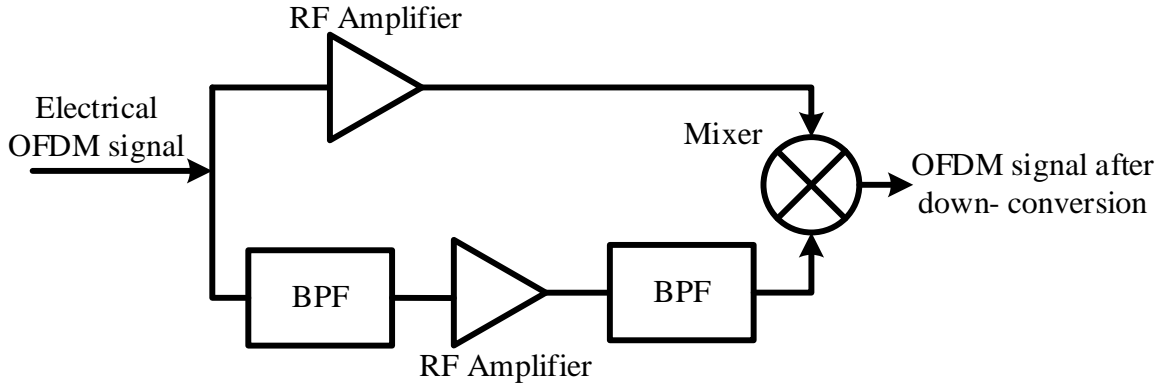 RF Amplifier
Electrical
OFDM signal
Mixer
OFDM signal after
down- conversion
BPF
BPF
RF Amplifier